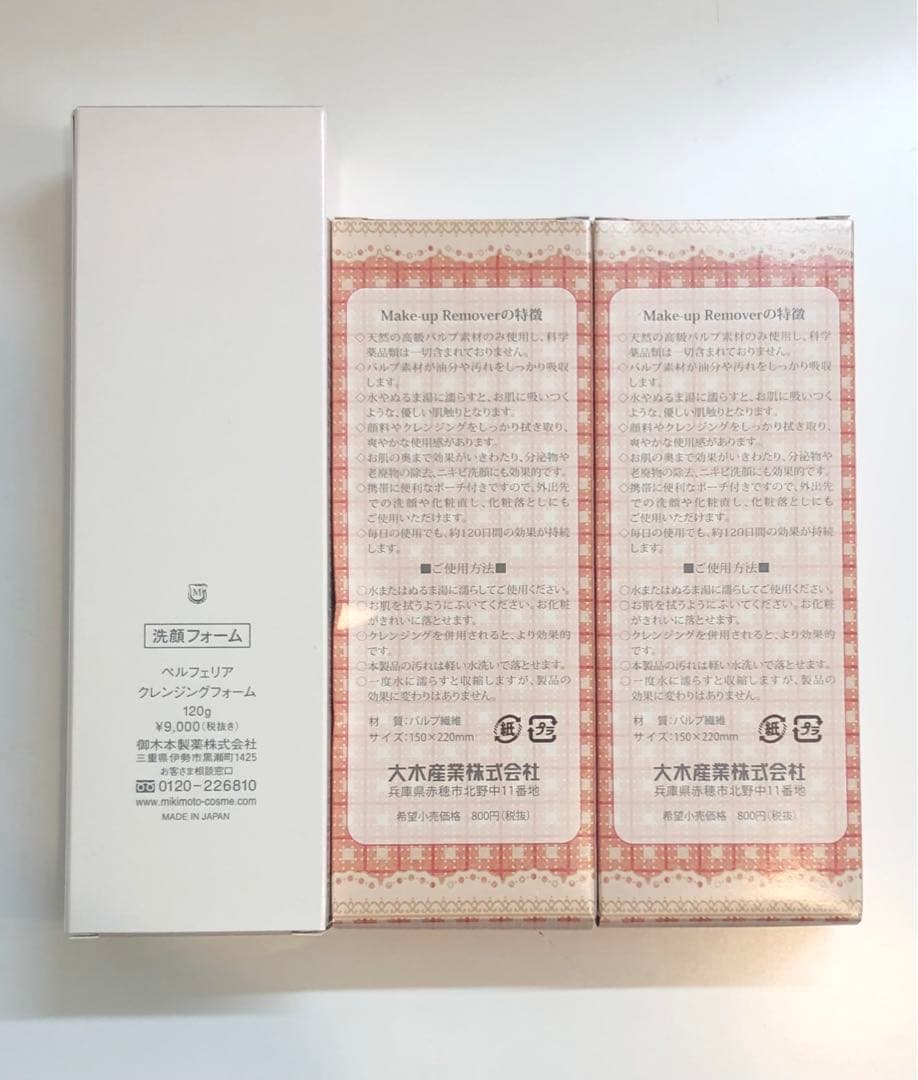 M
洗顔フォーム
ペルフェリア
クレンジングフォーム
120g
¥9,000(税抜き)
御木本製薬株式会社
三重県伊勢市黒瀬町1425
お客さま相談窓口
0120-226810
www.mikimoto-cosme.com
MADE IN JAPAN
Make-up Removerの特徴
◇天然の高級パルプ素材のみ使用し、科学
薬品類は一切含まれておりません。
◇パルプ素材が油分や汚れをしっかり吸収
します。
◇水やぬるま湯に濡らすと、お肌に吸いつく
ような、優しい肌触りとなります。
◇顔料やクレンジングをしっかり拭き取り、
爽やかな使用感があります。
◇お肌の奥まで効果がいきわたり、分泌物や
老廃物の除去、ニキビ洗顔にも効果的です。
◇携帯に便利なポーチ付きですので、外出先
での洗顔や化粧直し、化粧落としにも
ご使用いただけます。
◇毎日の使用でも、約120日間の効果が持続
します。
■ご使用方法■
○水またはぬるま湯に濡らしてご使用ください。
○お肌を拭うようにふいてください。お化粧
がきれいに落とせます。
○クレンジングを併用されると、より効果的
です。
○本製品の汚れは軽い水洗いで落とせます。
○一度水に濡らすと収縮しますが、製品の
効果に変わりはありません。
材 質:パルプ繊維
サイズ:150×220mm
紙 プラ
大木産業株式会社
兵庫県赤穂市北野中11番地
希望小売価格 800円(税抜)
Make-up Removerの特徴
◇天然の高級パルプ素材のみ使用し、科学
薬品類は一切含まれておりません。
◇パルプ素材が油分や汚れをしっかり吸収
します。
◇水やぬるま湯に濡らすと、お肌に吸いつく
ような、優しい肌触りとなります。
◇顔料やクレンジングをしっかり拭き取り、
爽やかな使用感があります。
◇お肌の奥まで効果がいきわたり、分泌物や
老廃物の除去、ニキビ洗顔にも効果的です。
◇携帯に便利なポーチ付きですので、外出先
での洗顔や化粧直し、化粧落としにも
ご使用いただけます。
◇毎日の使用でも、約120日間の効果が持続
します。
■ご使用方法■
○水またはぬるま湯に濡らしてご使用ください。
○お肌を拭うようにふいてください。お化粧
がきれいに落とせます。
○クレンジングを併用されると、より効果的
です。
○本製品の汚れは軽い水洗いで落とせます。
○一度水に濡らすと収縮しますが、製品の
効果に変わりはありません。
材 質:パルプ繊維
サイズ:150×220mm
紙 プラ
大木産業株式会社
兵庫県赤穂市北野中11番地
希望小売価格 800円(税抜)